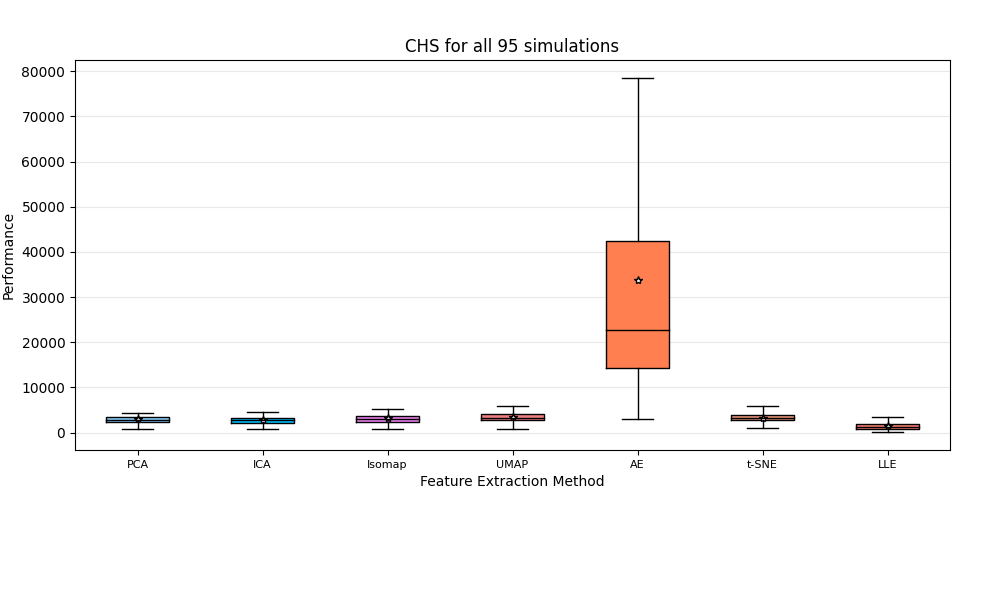 CHS for all 95 simulations
80000
70000
60000
50000
40000
30000
20000
10000
0
Performance
PCA ICA Isomap UMAP AE t-SNE LLE
Feature Extraction Method